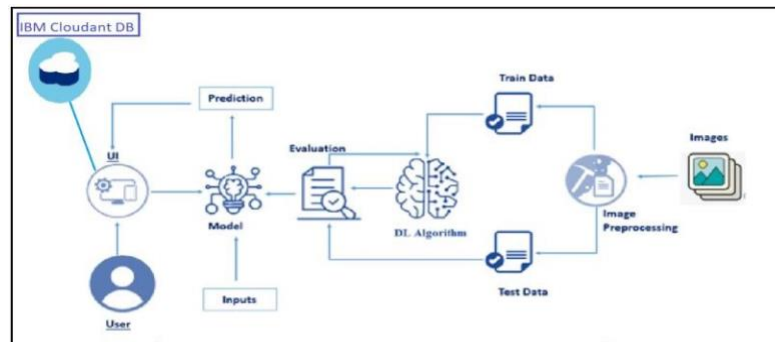 IBM Cloudant DB
Train Data
Prediction
Images
Evaluation
UI
DL Algorithm
Model
Image
Preprocessing
Inputs
Test Data
User